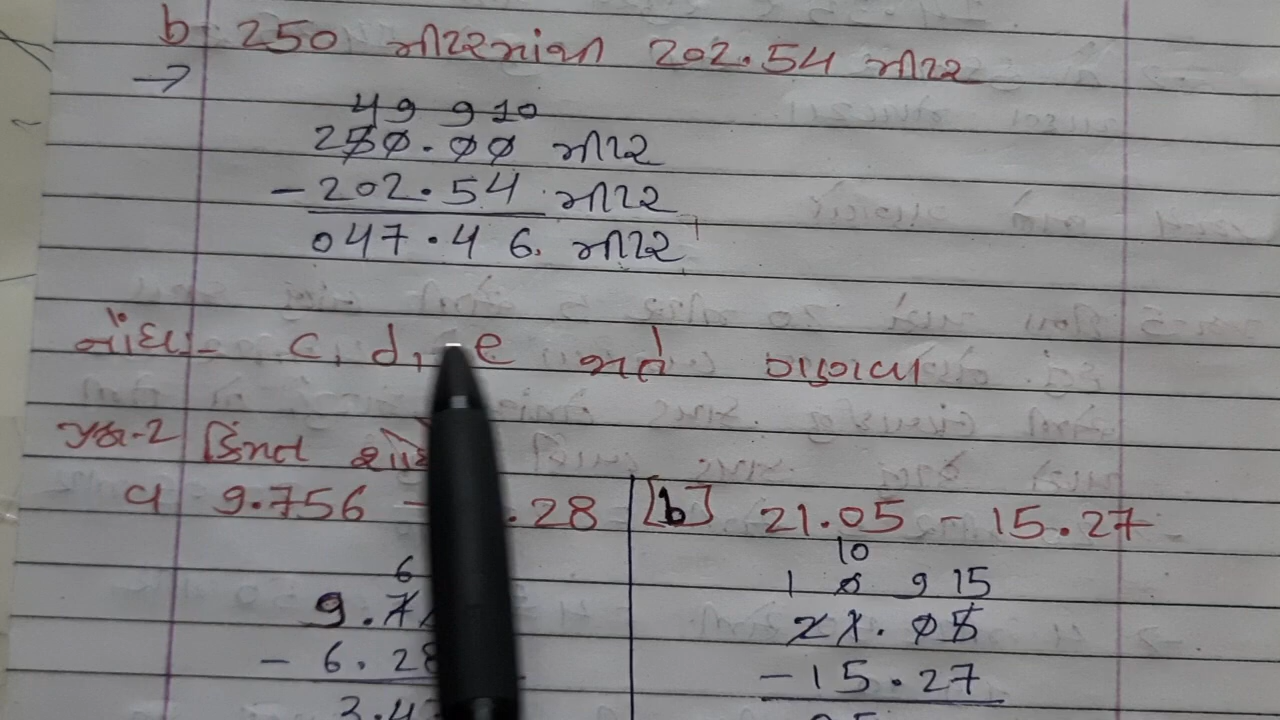 b 250 મીટરમાંથી 202.54 મીટર
→
49 9 10
250.00 મીટર
- 202.54 મીટર
047.46. મીટર
નોંધ:- c, d, e જાતે ગણવા
પ્રશ્ન-2 કિંમત શોધો
a 9.756 - .28
6
9.7
- 6.28
3.4
[b] 21.05 - 15.27
10
1 0 9 15
21.05
- 15.27